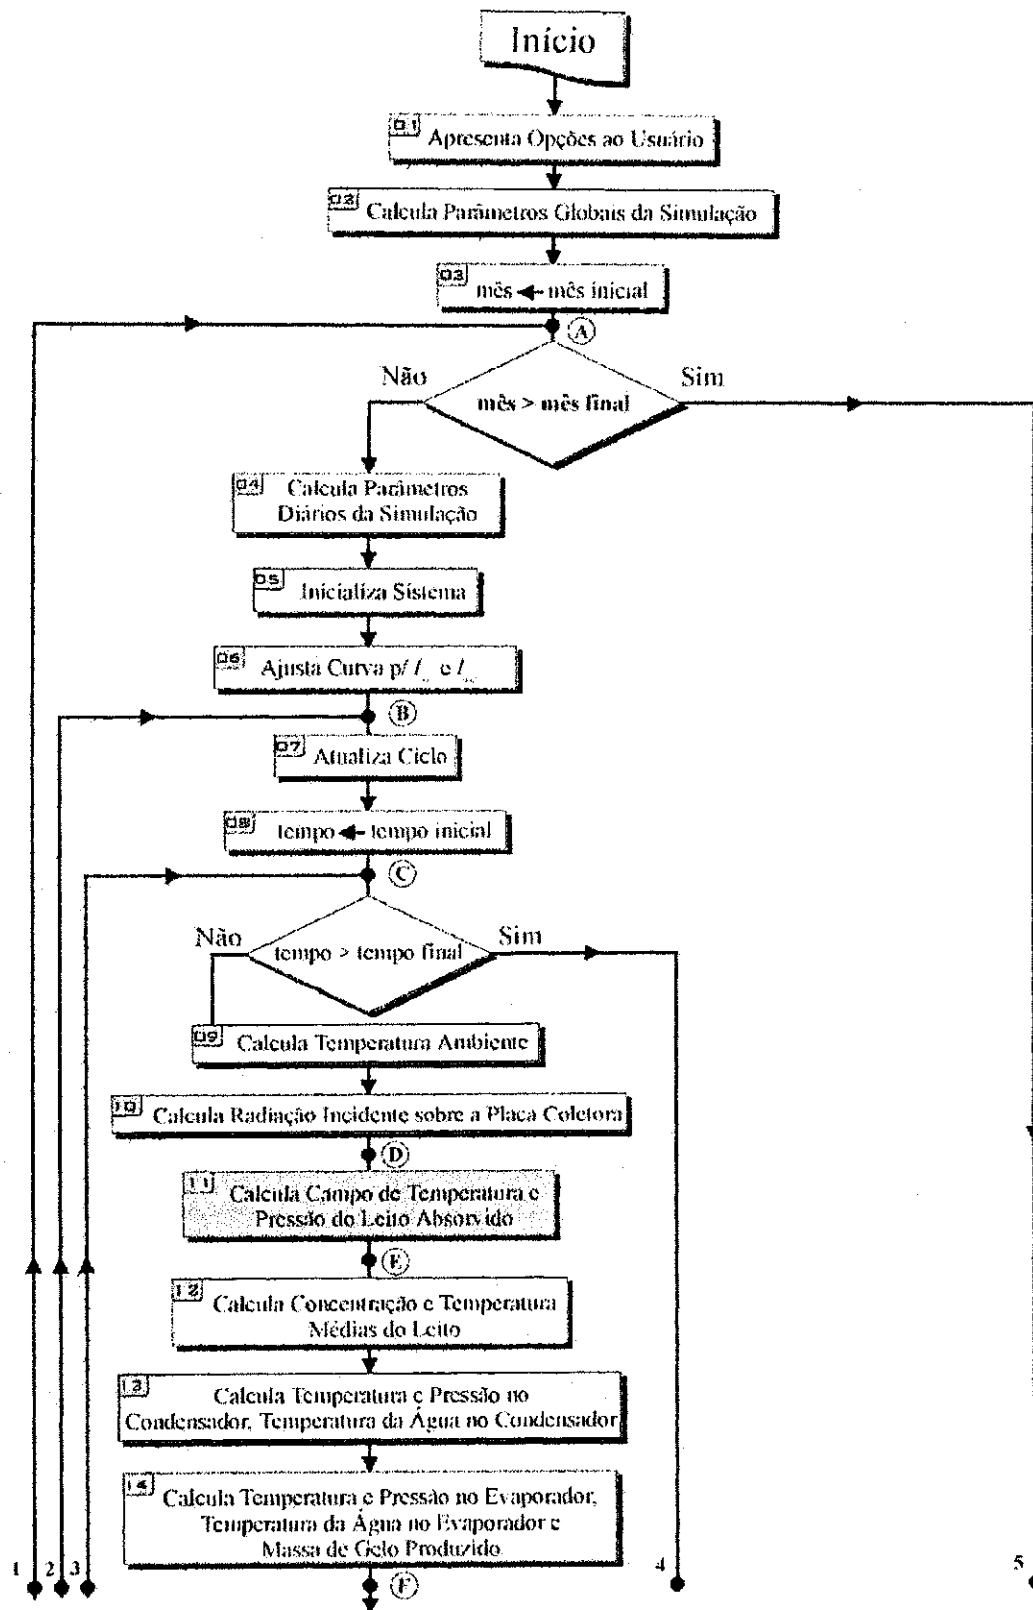 Início
01
Apresenta Opções ao Usuário
02
Calcula Parâmetros Globais da Simulação
03
mês ← mês inicial
A
Não
Sim
mês > mês final
04
Calcula Parâmetros
Diários da Simulação
05
Inicializa Sistema
06
Ajusta Curva p/ I e I
B
07
Atualiza Ciclo
08
tempo ← tempo inicial
C
Não
Sim
tempo > tempo final
09
Calcula Temperatura Ambiente
10
Calcula Radiação Incidente sobre a Placa Coletora
D
11
Calcula Campo de Temperatura e
Pressão do Leito Absorvido
E
12
Calcula Concentração e Temperatura
Médias do Leito
13
Calcula Temperatura e Pressão no
Condensador, Temperatura da Água no Condensador
14
Calcula Temperatura e Pressão no Evaporador,
Temperatura da Água no Evaporador e
Massa de Gelo Produzido
1 2 3 4 5
F